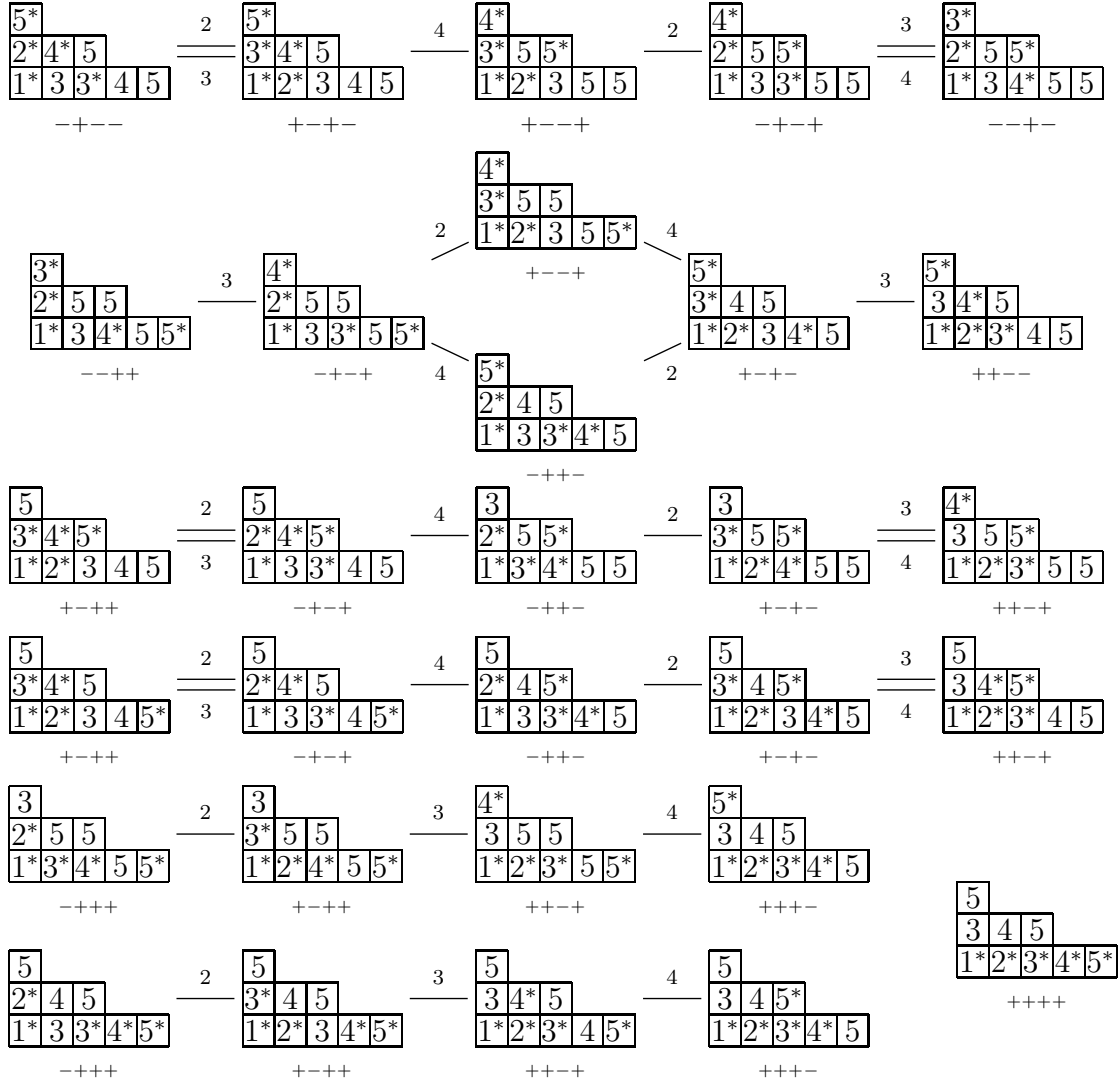 5* 5* 4* 4* 3*
2 4 2 3
2* 4* 5 3* 4* 5 3* 5 5* 2* 5 5* 2* 5 5*
3 4
1* 3 3* 4 5 1* 2* 3 4 5 1* 2* 3 5 5 1* 3 3* 5 5 1* 3 4* 5 5
−+−− +−+− +−−+ −+−+ −−+−
4*
3* 5 5
2 4
1* 2* 3 5 5*
+−−+
3* 4* 5* 5*
3 3
2* 5 5 2* 5 5 3* 4 5 3 4* 5
1* 3 4* 5 5* 1* 3 3* 5 5* 1* 2* 3 4* 5 1* 2* 3* 4 5
−−++ −+−+ +−+− ++−−
5*
4 2
2* 4 5
1* 3 3* 4* 5
−++−
5 5 3 3 4*
2 4 2 3
3* 4* 5* 2* 4* 5* 2* 5 5* 3* 5 5* 3 5 5*
3 4
1* 2* 3 4 5 1* 3 3* 4 5 1* 3* 4* 5 5 1* 2* 4* 5 5 1* 2* 3* 5 5
+−++ −+−+ −++− +−+− ++−+
5 5 5 5 5
2 4 2 3
3* 4* 5 2* 4* 5 2* 4 5* 3* 4 5* 3 4* 5*
3 4
1* 2* 3 4 5* 1* 3 3* 4 5* 1* 3 3* 4* 5 1* 2* 3 4* 5 1* 2* 3* 4 5
+−++ −+−+ −++− +−+− ++−+
3 3 4* 5*
2 3 4
2* 5 5 3* 5 5 3 5 5 3 4 5
1* 3* 4* 5 5* 1* 2* 4* 5 5* 1* 2* 3* 5 5* 1* 2* 3* 4* 5
−+++ +−++ ++−+ +++−
5
3 4 5
1* 2* 3* 4* 5*
++++
5 5 5 5
2 3 4
2* 4 5 3* 4 5 3 4* 5 3 4 5*
1* 3 3* 4* 5* 1* 2* 3 4* 5* 1* 2* 3* 4 5* 1* 2* 3* 4* 5
−+++ +−++ ++−+ +++−